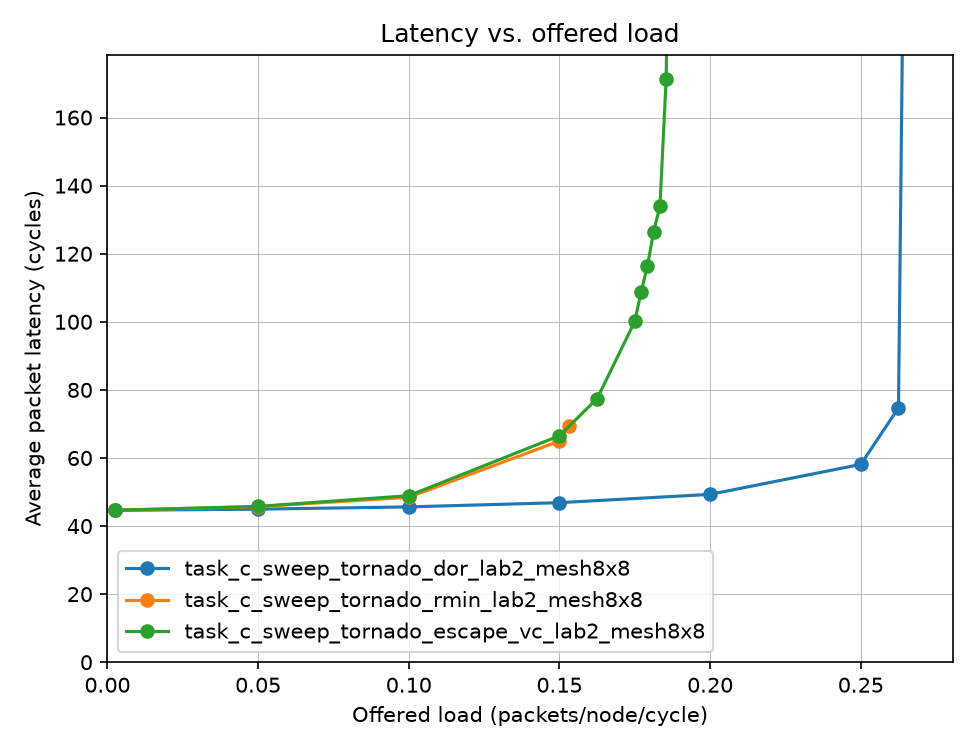 Latency vs. offered load
Average packet latency (cycles)
160
140
120
100
80
60
40
20
0
task_c_sweep_tornado_dor_lab2_mesh8x8
task_c_sweep_tornado_rmin_lab2_mesh8x8
task_c_sweep_tornado_escape_vc_lab2_mesh8x8
0.00 0.05 0.10 0.15 0.20 0.25
Offered load (packets/node/cycle)